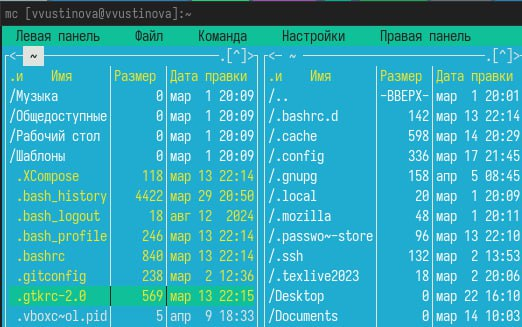 mc [vvustinova@vvustinova]:~
Левая панель Файл Команда Настройки Правая панель
<- ~ .[^]> <- ~ .[^]>
.и Имя Размер Дата правки .и Имя Размер Дата правки
/Музыка 0 мар 1 20:09 /.. -ВВЕРХ- мар 1 20:01
/Общедоступные 0 мар 1 20:09 /.bashrc.d 142 мар 13 22:14
/Рабочий стол 0 мар 1 20:09 /.cache 598 мар 14 20:29
/Шаблоны 0 мар 1 20:09 /.config 336 мар 17 21:45
.XCompose 118 мар 13 22:14 /.gnupg 158 апр 5 08:45
.bash_history 4422 мар 29 20:50 /.local 20 мар 1 20:09
.bash_logout 18 авг 12 2024 /.mozilla 48 мар 1 20:11
.bash_profile 246 мар 13 22:14 /.passwo~-store 96 мар 13 22:10
.bashrc 840 мар 13 22:14 /.ssh 132 мар 2 13:53
.gitconfig 238 мар 2 12:36 /.texlive2023 18 мар 2 20:06
.gtkrc-2.0 569 мар 13 22:15 /Desktop 0 мар 22 16:10
.vboxc~ol.pid 5 апр 9 18:33 /Documents 0 мар 14 10:03